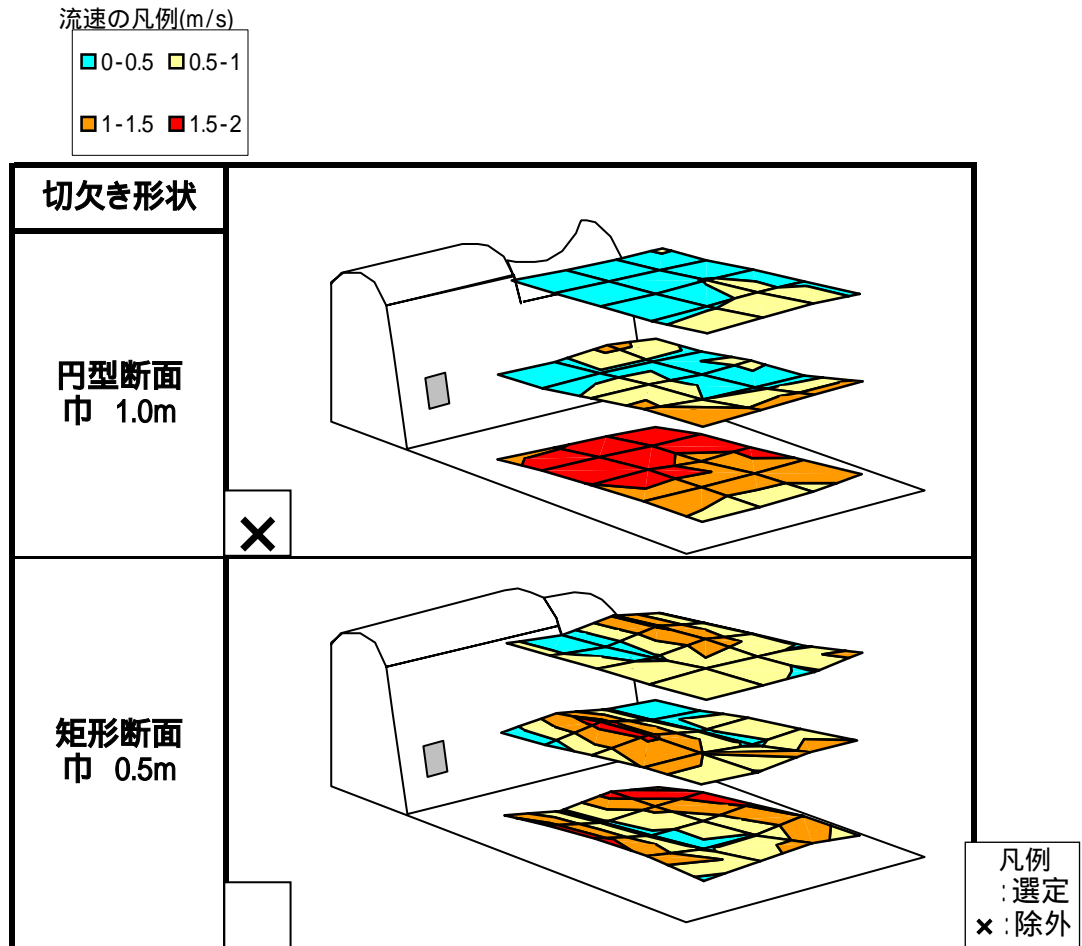 流速の凡例(m/s)
0-0.5 0.5-1
1-1.5 1.5-2
切欠き形状
円型断面
巾 1.0m
×
矩形断面
巾 0.5m
凡例
:選定
×:除外